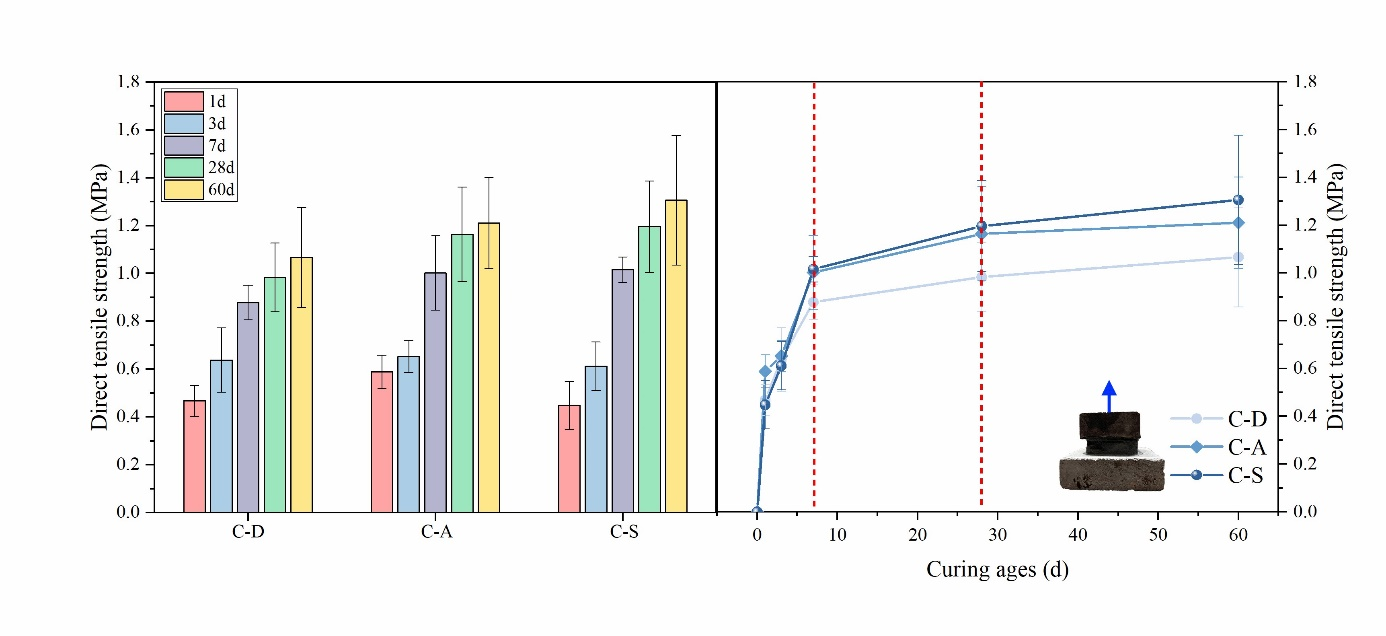 Direct tensile strength (MPa)
1.8
1.6
1.4
1.2
1.0
0.8
0.6
0.4
0.2
0.0
1d
3d
7d
28d
60d
C-D
C-A
C-S
0
10
20
30
40
50
60
Curing ages (d)
C-D
C-A
C-S
1.8
1.6
1.4
1.2
1.0
0.8
0.6
0.4
0.2
0.0
Direct tensile strength (MPa)